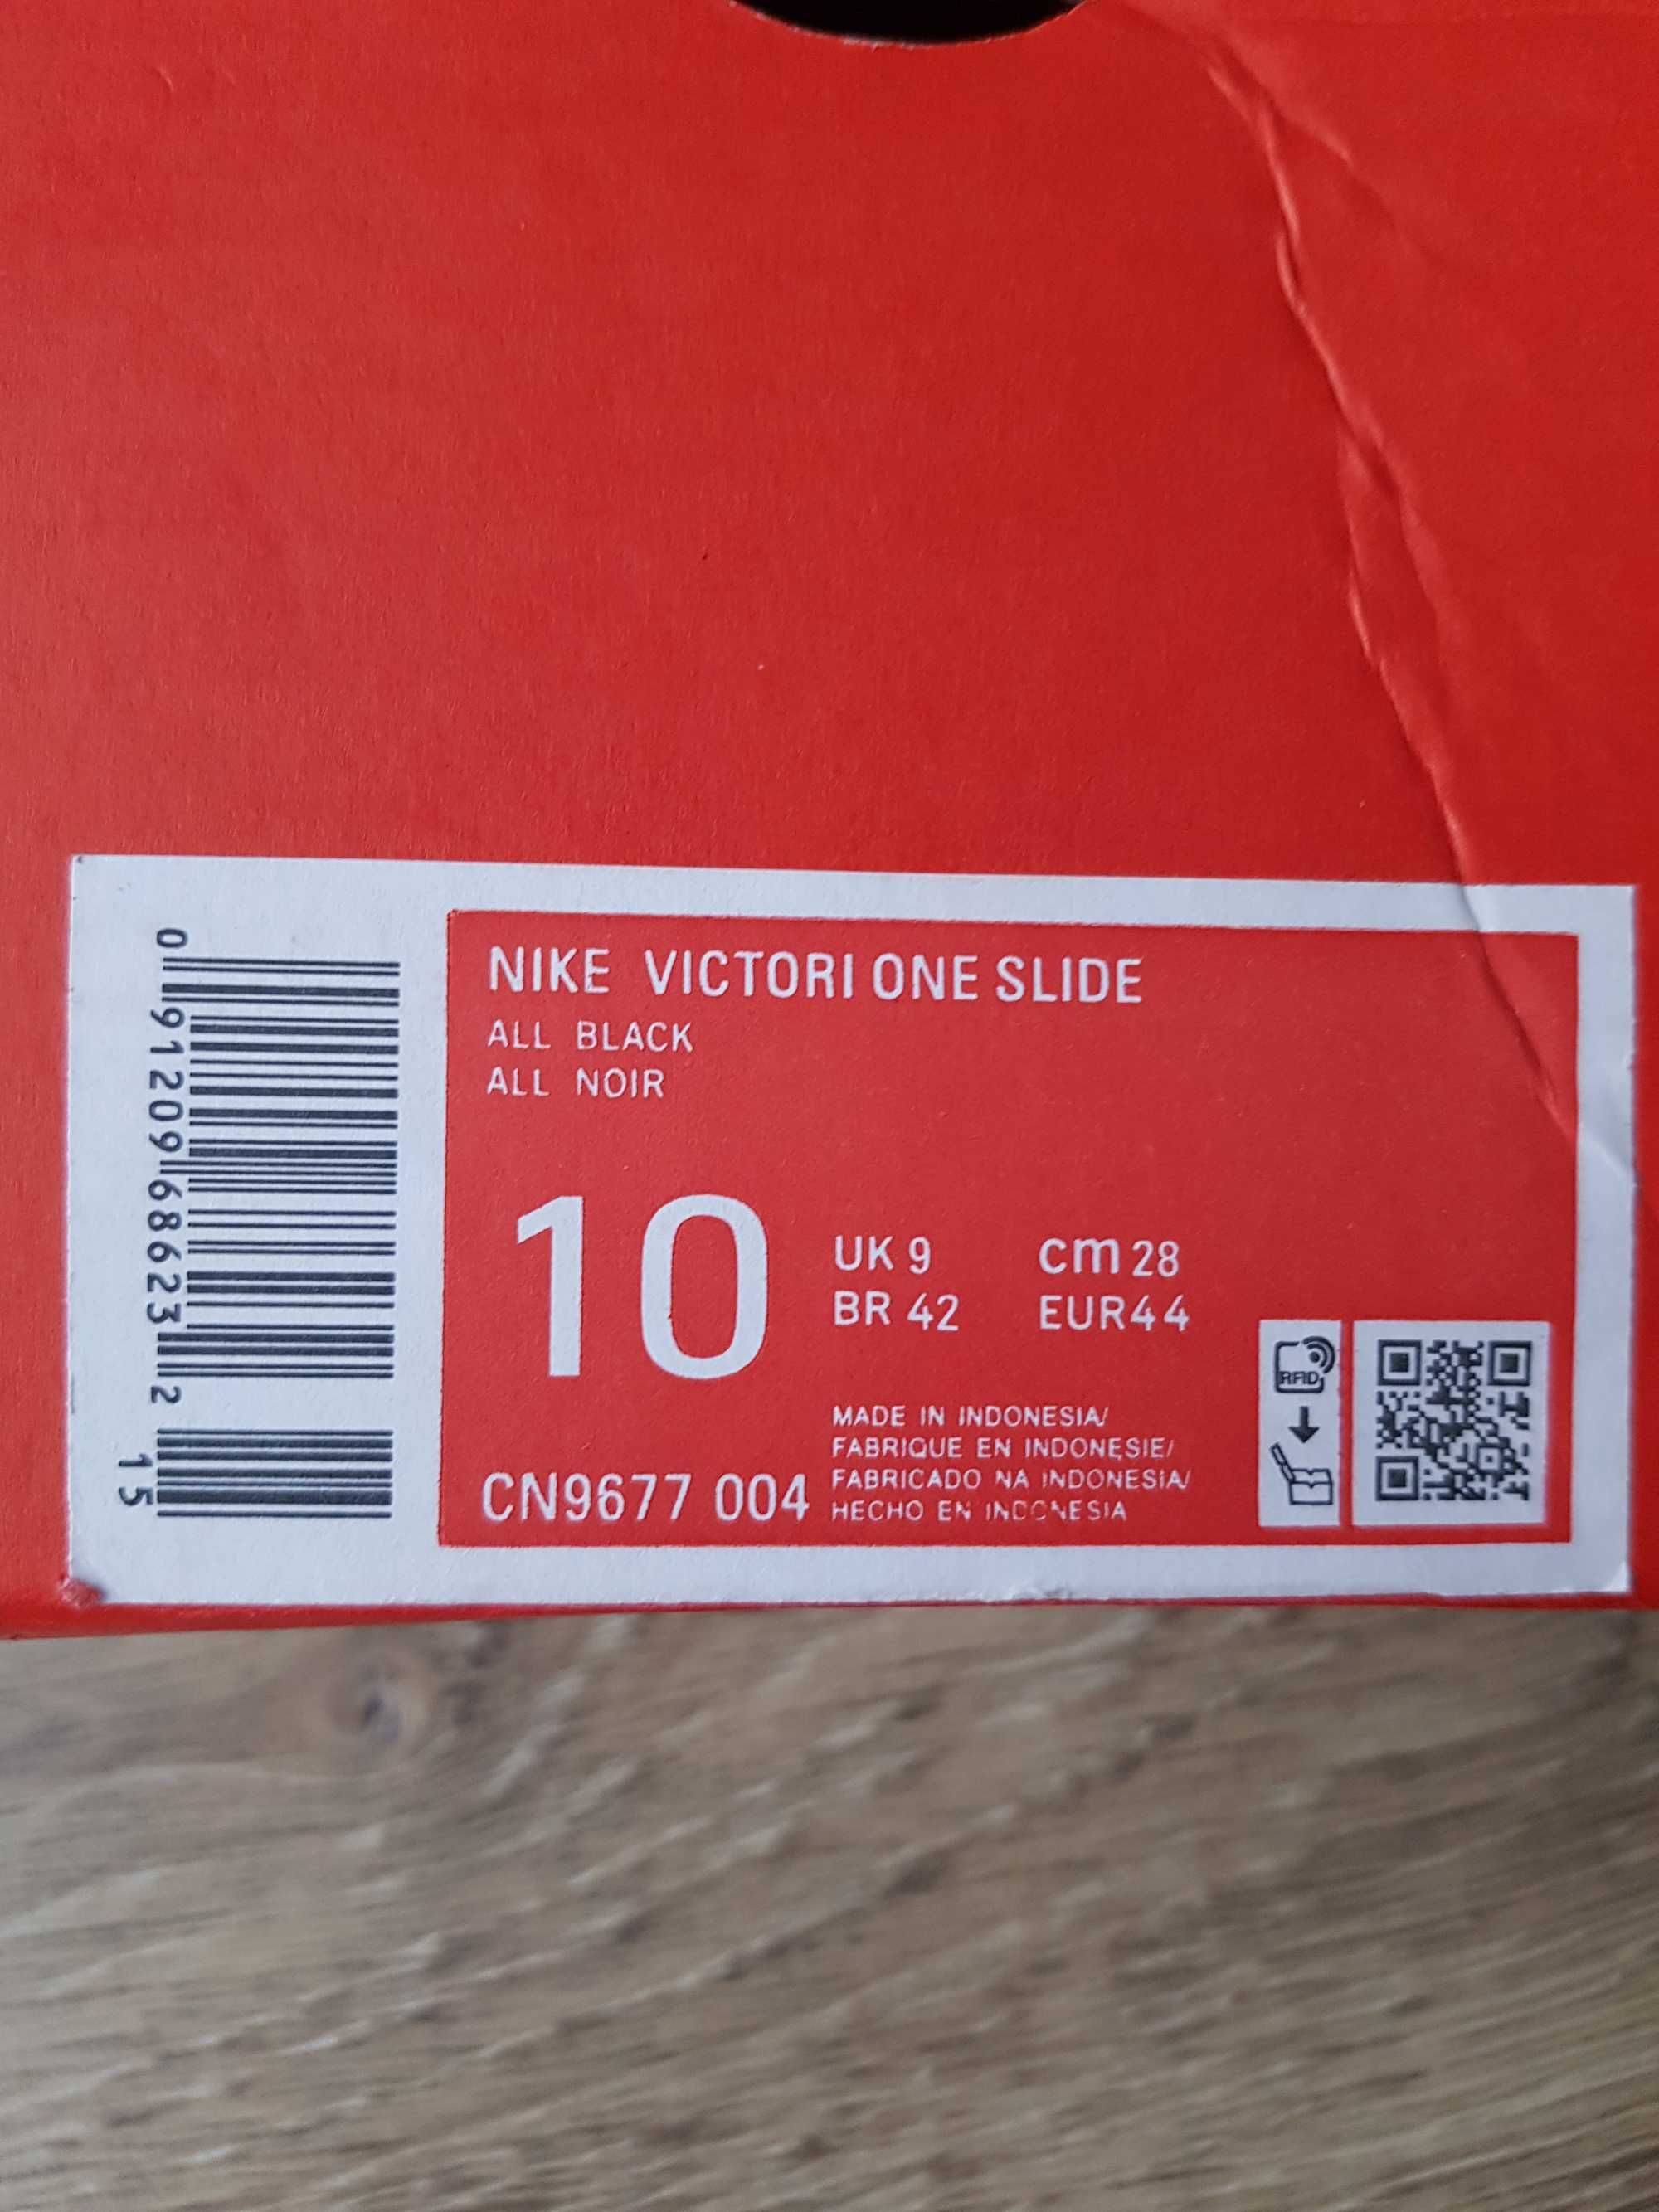 NIKE VICTORI ONE SLIDE
ALL BLACK
ALL NOIR
10
UK 9 cm 28
BR 42 EUR 44
MADE IN INDONESIA/
FABRIQUE EN INDONESIE/
FABRICADO NA INDONESIA/
HECHO EN INDONESIA
CN9677 004
RFID
0 91209 68623 2
15